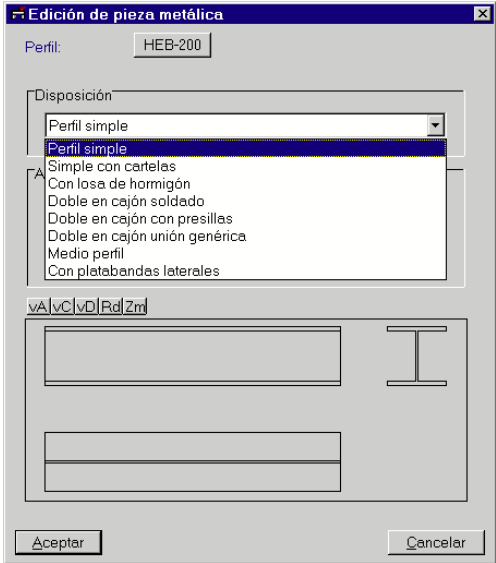 Edición de pieza metálica
Perfil:
HEB-200
Disposición
Perfil simple
Perfil simple
Simple con cartelas
Con losa de hormigón
Doble en cajón soldado
Doble en cajón con presillas
Doble en cajón unión genérica
Medio perfil
Con platabandas laterales
vA vC vD Rd Zm
Aceptar
Cancelar